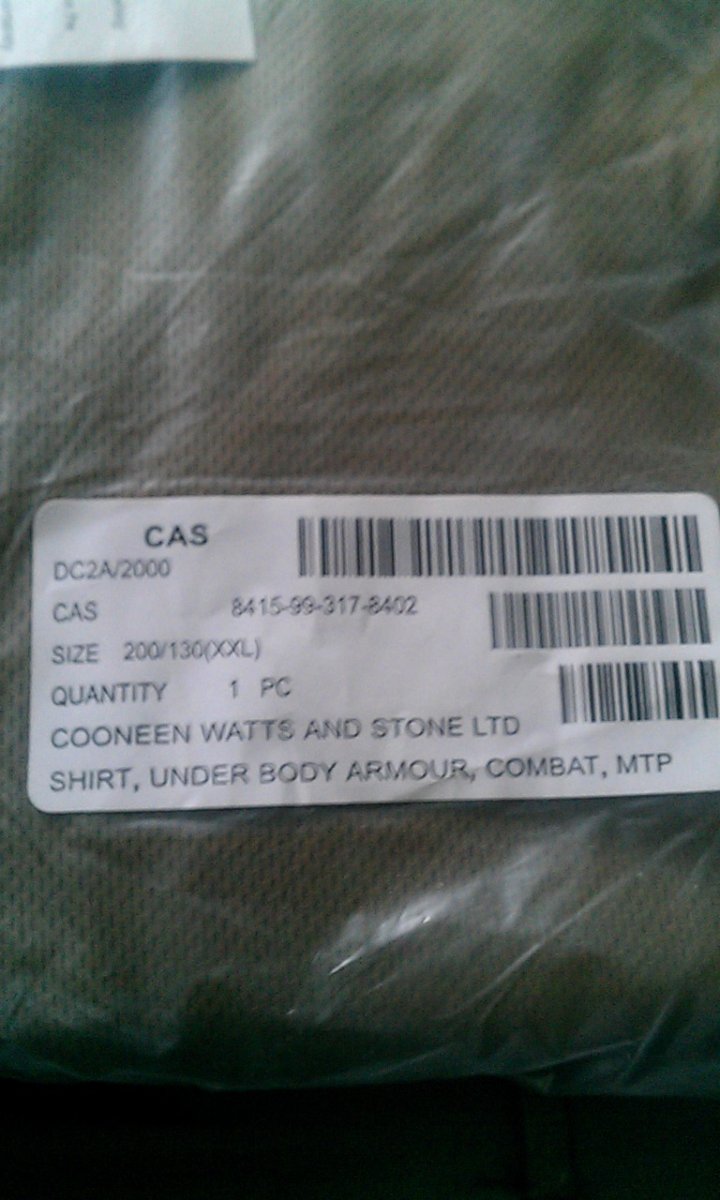 CAS
DC2A/2000
CAS 8415-99-317-8402
SIZE 200/130(XXL)
QUANTITY 1 PC
COONEEN WATTS AND STONE LTD
SHIRT, UNDER BODY ARMOUR, COMBAT, MTP